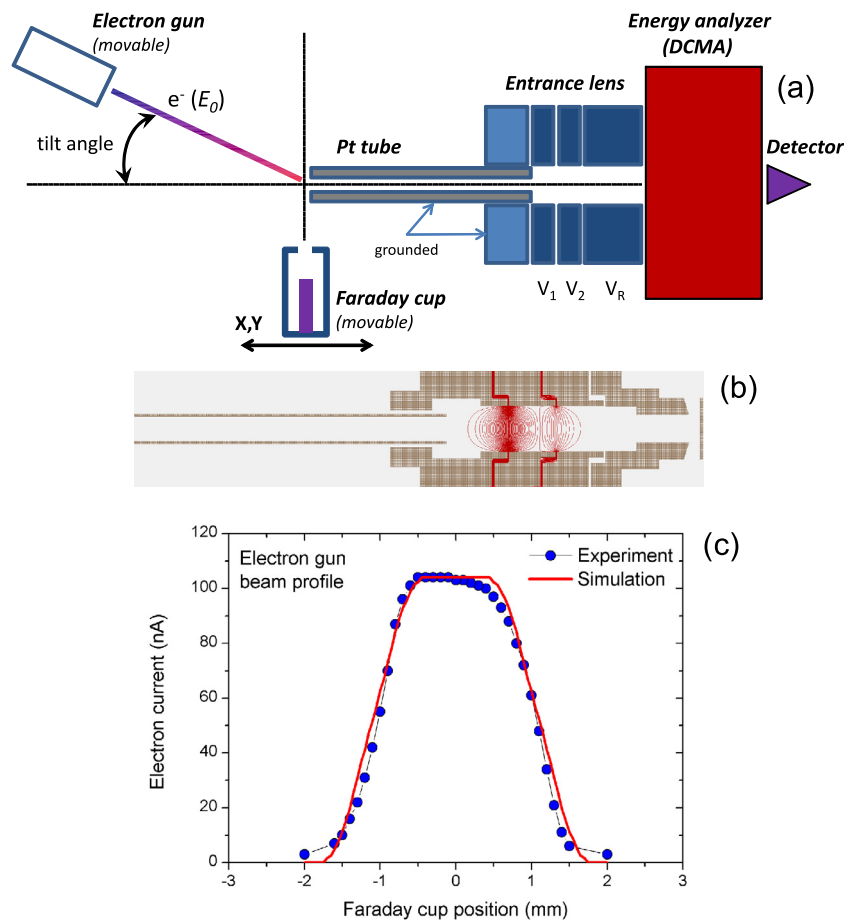 Electron gun
(movable)
e⁻ (E₀)
tilt angle
Pt tube
Entrance lens
Energy analyzer
(DCMA)
(a)
Detector
grounded
V₁ V₂ V_R
Faraday cup
(movable)
X,Y
(b)
(c)
Electron gun
beam profile
Experiment
Simulation
Electron current (nA)
120
100
80
60
40
20
0
-3 -2 -1 0 1 2 3
Faraday cup position (mm)